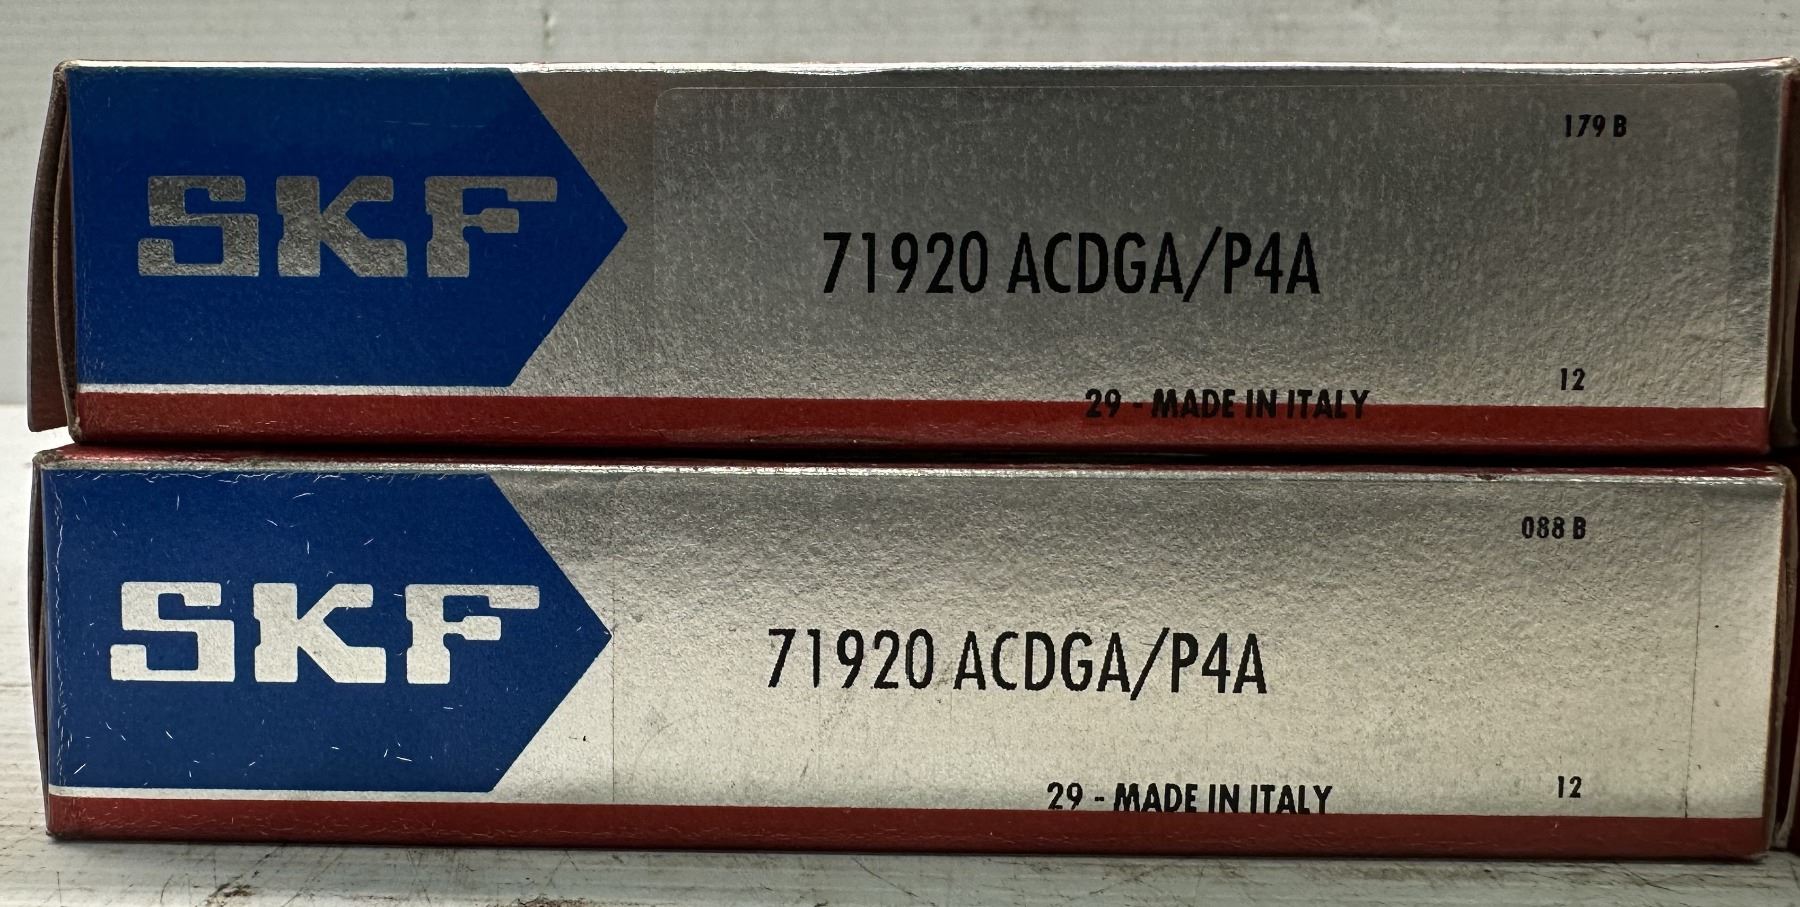 SKF
179 B
71920 ACDGA/P4A
12
29 - MADE IN ITALY
SKF
088 B
71920 ACDGA/P4A
12
29 - MADE IN ITALY